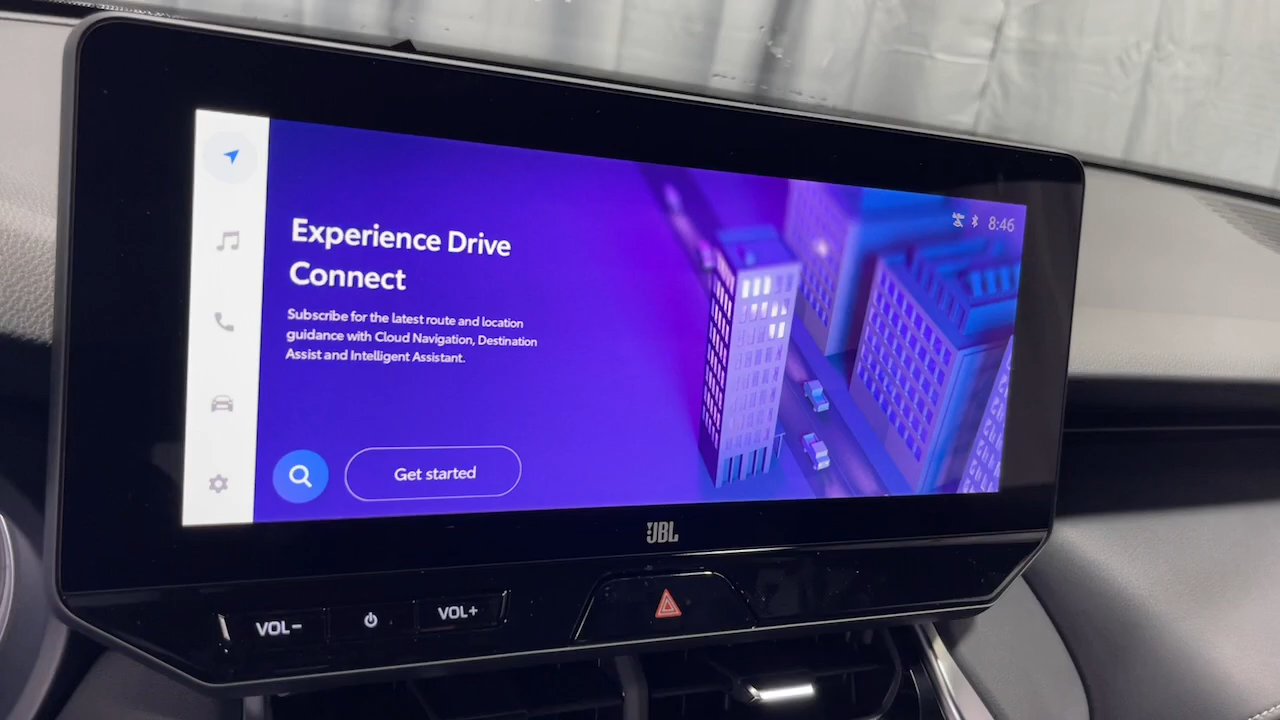 8:46
Experience Drive
Connect
Subscribe for the latest route and location
guidance with Cloud Navigation, Destination
Assist and Intelligent Assistant.
Get started
JBL
VOL-
VOL+